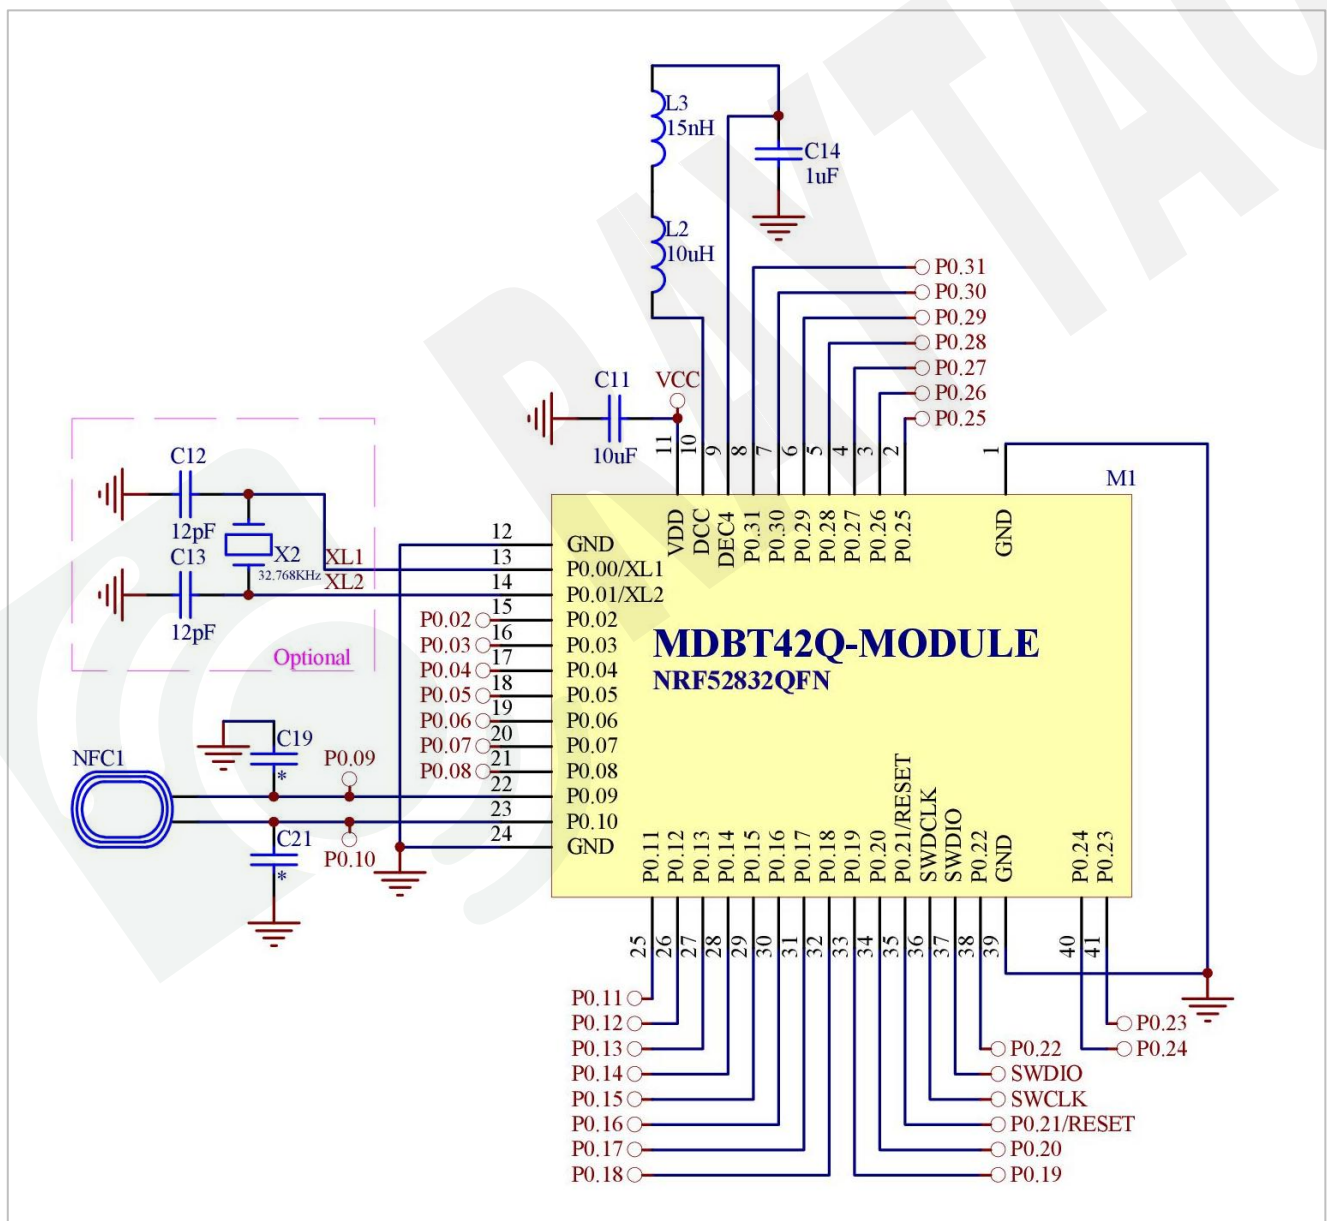 RAYTAC
L3
15nH
C14
1uF
L2
10uH
P0.31
P0.30
P0.29
P0.28
P0.27
P0.26
P0.25
C11
10uF
VCC
11
10
9
8
7
6
5
4
3
2
1
M1
VDD
DCC
DEC4
P0.31
P0.30
P0.29
P0.28
P0.27
P0.26
P0.25
GND
C12
12pF
C13
12pF
X2
32.768KHz
XL1
XL2
Optional
12 GND
13 P0.00/XL1
14 P0.01/XL2
P0.02 15 P0.02
P0.03 16 P0.03
P0.04 17 P0.04
P0.05 18 P0.05
P0.06 19 P0.06
P0.07 20 P0.07
P0.08 21 P0.08
22 P0.09
23 P0.10
24 GND
MDBT42Q-MODULE
NRF52832QFN
NFC1
C19
*
P0.09
C21
*
P0.10
P0.11
P0.12
P0.13
P0.14
P0.15
P0.16
P0.17
P0.18
P0.19
P0.20
P0.21/RESET
SWDCLK
SWDIO
P0.22
GND
P0.24
P0.23
25
26
27
28
29
30
31
32
33
34
35
36
37
38
39
40
41
P0.11
P0.12
P0.13
P0.14
P0.15
P0.16
P0.17
P0.18
P0.23
P0.24
P0.22
SWDIO
SWCLK
P0.21/RESET
P0.20
P0.19